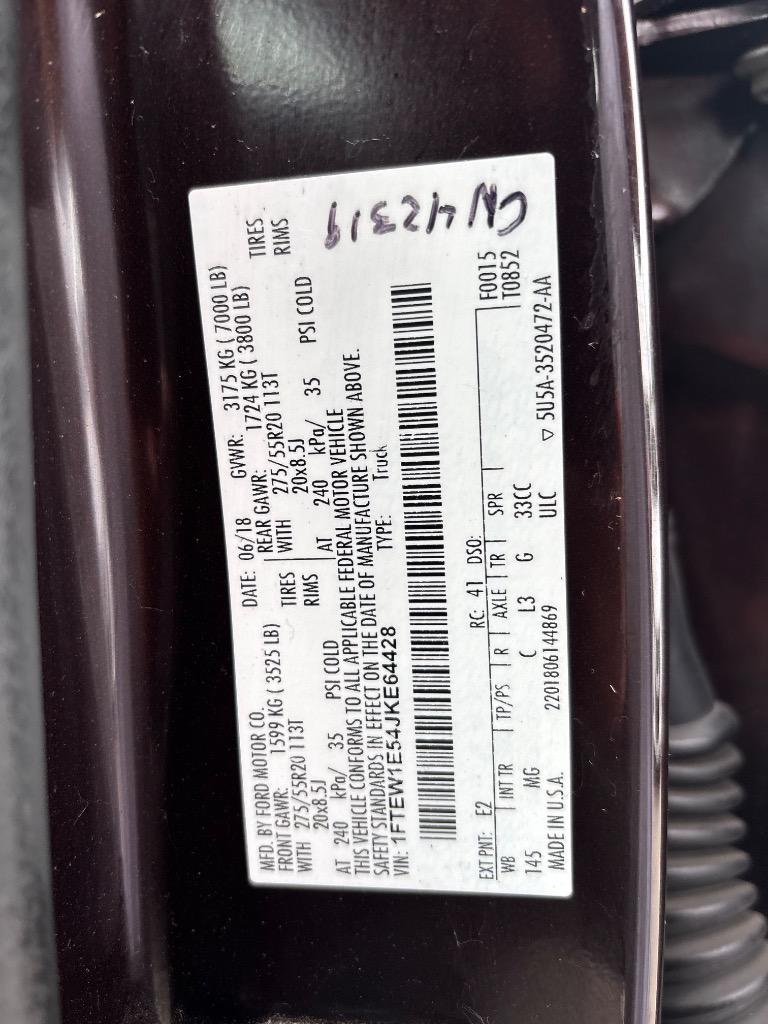 MFD. BY FORD MOTOR CO.
DATE: 06/18
GVWR: 3175 KG ( 7000 LB)
FRONT GAWR: 1599 KG ( 3525 LB)
REAR GAWR: 1724 KG ( 3800 LB)
WITH 275/55R20 113T TIRES
WITH 275/55R20 113T TIRES
20x8.5J RIMS
20x8.5J RIMS
AT 240 kPa/ 35 PSI COLD
AT 240 kPa/ 35 PSI COLD
THIS VEHICLE CONFORMS TO ALL APPLICABLE FEDERAL MOTOR VEHICLE
SAFETY STANDARDS IN EFFECT ON THE DATE OF MANUFACTURE SHOWN ABOVE.
VIN: 1FTEW1E54JKE64428 TYPE: Truck
CN 42319
EXT PNT: E2 RC: 41 DSO: F0015
WB INT TR TP/PS R AXLE TR SPR T0852
145 MG C L3 G 33CC
ULC
MADE IN U.S.A. 2201806144869 ▽ 5U5A-3520472-AA